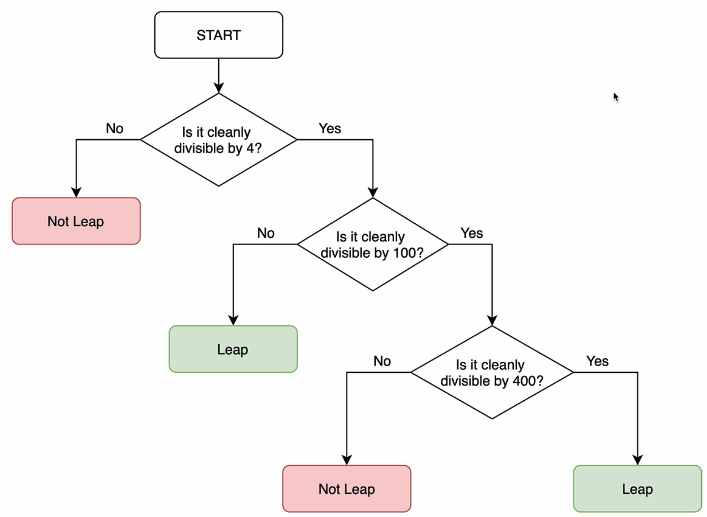 START
No
Yes
Is it cleanly
divisible by 4?
Not Leap
No
Yes
Is it cleanly
divisible by 100?
Leap
No
Yes
Is it cleanly
divisible by 400?
Not Leap
Leap